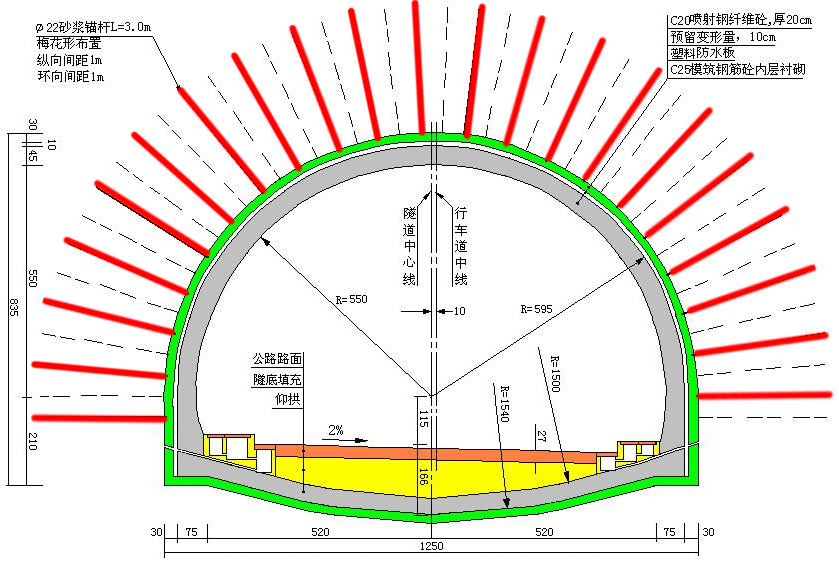 ϕ22砂浆锚杆L=3.0m
梅花形布置
纵向间距1m
环向间距1m
C20喷射钢纤维砼,厚20cm
预留变形量，10cm
塑料防水板
C25模筑钢筋砼内层衬砌
30
10
45
550
835
210
隧道中心线
行车道中线
R=550
R=595
10
公路路面
隧底填充
仰拱
R=1500
R=1540
115
2%
27
166
30
75
520
520
75
30
1250